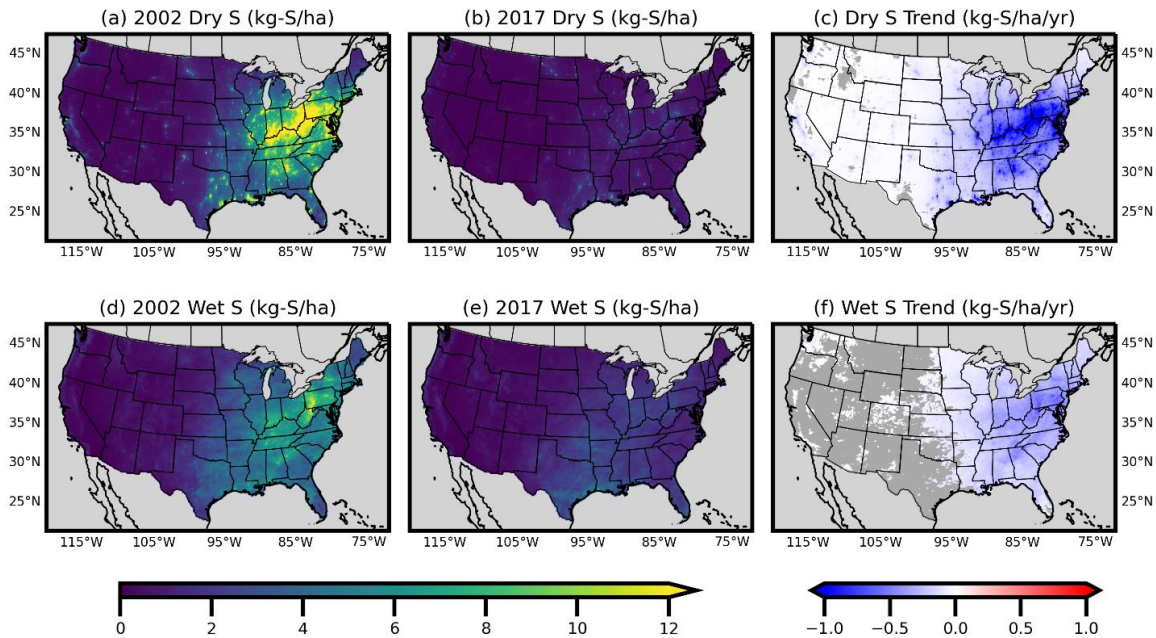 (a) 2002 Dry S (kg-S/ha)
(b) 2017 Dry S (kg-S/ha)
(c) Dry S Trend (kg-S/ha/yr)
45°N
40°N
35°N
30°N
25°N
45°N
40°N
35°N
30°N
25°N
115°W 105°W 95°W 85°W 75°W
115°W 105°W 95°W 85°W 75°W
115°W 105°W 95°W 85°W 75°W
(d) 2002 Wet S (kg-S/ha)
(e) 2017 Wet S (kg-S/ha)
(f) Wet S Trend (kg-S/ha/yr)
45°N
40°N
35°N
30°N
25°N
45°N
40°N
35°N
30°N
25°N
115°W 105°W 95°W 85°W 75°W
115°W 105°W 95°W 85°W 75°W
115°W 105°W 95°W 85°W 75°W
0 2 4 6 8 10 12
−1.0 −0.5 0.0 0.5 1.0